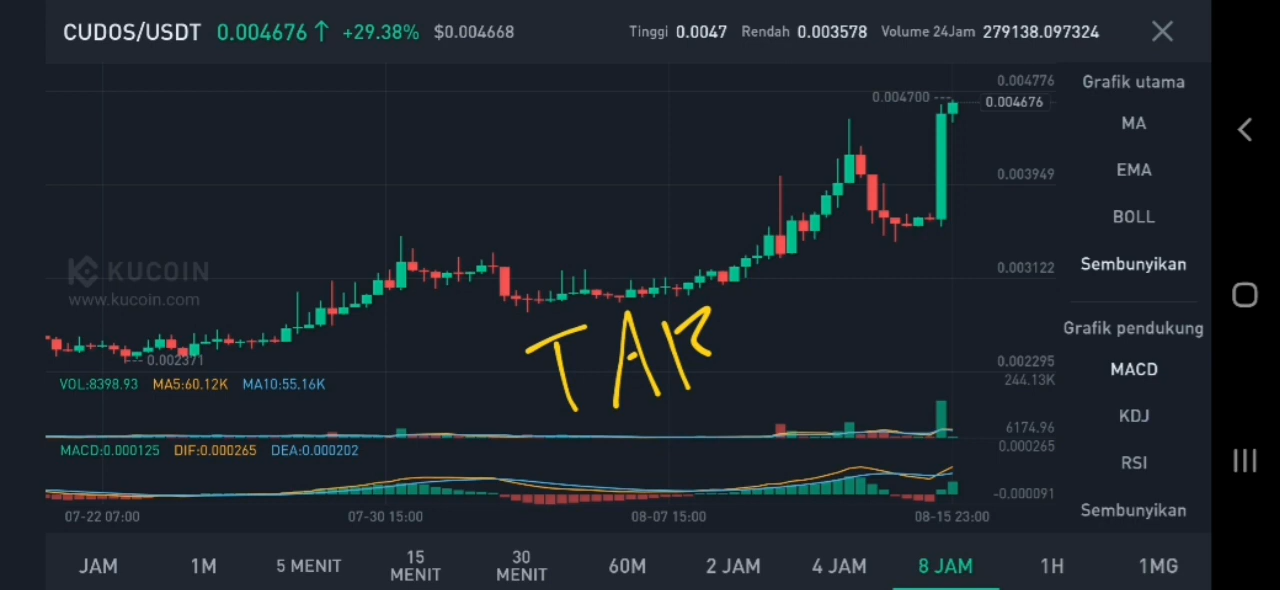 CUDOS/USDT 0.004676↑ +29.38% $0.004668 Tinggi 0.0047 Rendah 0.003578 Volume 24Jam 279138.097324
Grafik utama
MA
EMA
BOLL
Sembunyikan
Grafik pendukung
MACD
KDJ
RSI
Sembunyikan
0.004776
0.004700
0.004676
0.003949
0.003122
0.002295
KUCOIN
www.kucoin.com
0.002371
TAR
VOL:8398.93 MA5:60.12K MA10:55.16K
244.13K
6174.96
MACD:0.000125 DIF:0.000265 DEA:0.000202
0.000265
-0.000091
07-22 07:00 07-30 15:00 08-07 15:00 08-15 23:00
JAM 1M 5 MENIT 15 MENIT 30 MENIT 60M 2 JAM 4 JAM 8 JAM 1H 1MG